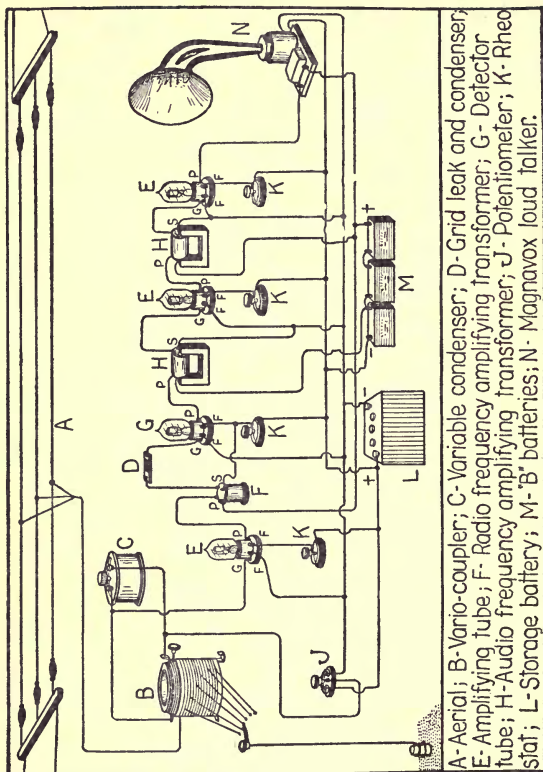 A
C
B
E
G
P
F
F
P
S
F
D
G
G
P
F
F
H
P
S
E
G
P
F
F
H
P
S
E
G
P
F
F
N
J
K
K
K
K
+
-
L
-
M
+
A-Aerial; B-Vario-coupler; C-Variable condenser; D-Grid leak and condenser;
E-Amplifying tube; F-Radio frequency amplifying transformer; G-Detector
tube; H-Audio frequency amplifying transformer; J-Potentiometer; K-Rheo
stat; L-Storage battery; M-"B" batteries; N-Magnavox loud talker.